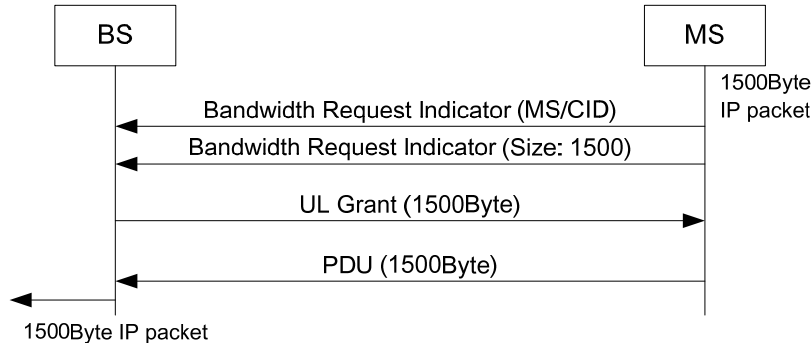 BS
MS
1500Byte
IP packet
Bandwidth Request Indicator (MS/CID)
Bandwidth Request Indicator (Size: 1500)
UL Grant (1500Byte)
PDU (1500Byte)
1500Byte IP packet